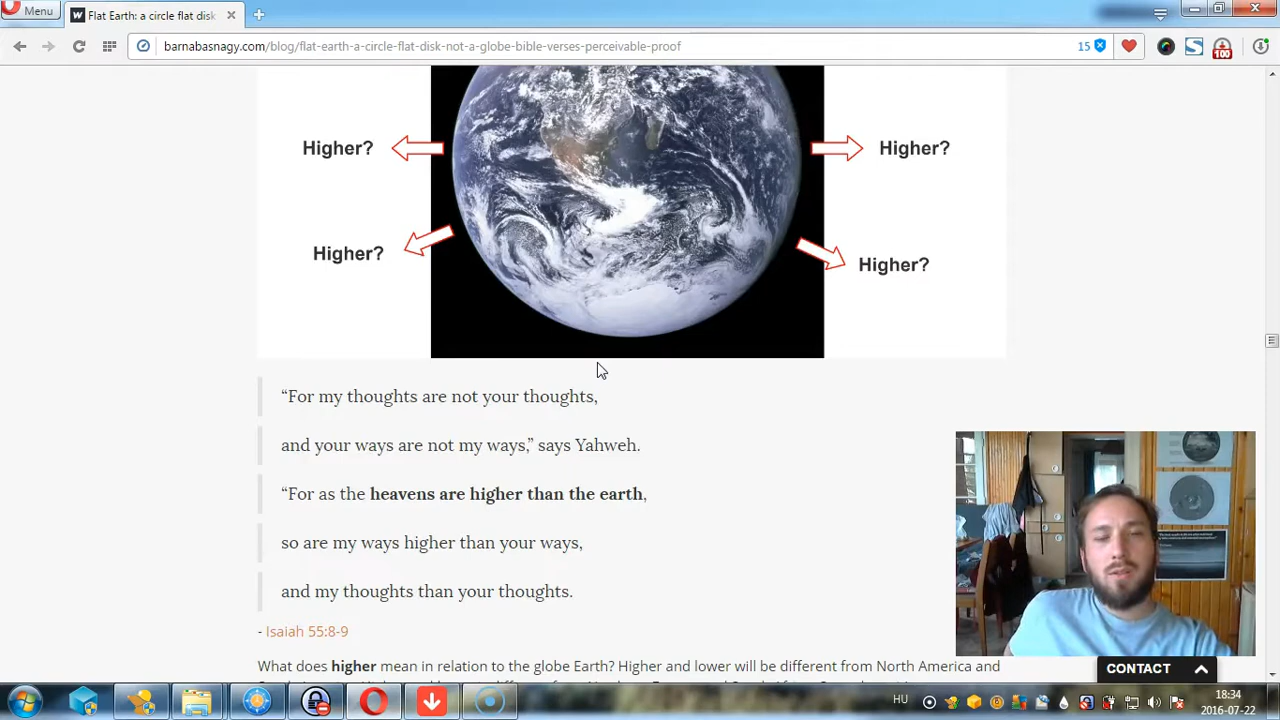 Menu
Flat Earth: a circle flat disk
barnabasnagy.com/blog/flat-earth-a-circle-flat-disk-not-a-globe-bible-verses-perceivable-proof
15
100
Higher?
Higher?
Higher?
Higher?
“For my thoughts are not your thoughts,
and your ways are not my ways,” says Yahweh.
“For as the heavens are higher than the earth,
so are my ways higher than your ways,
and my thoughts than your thoughts.
- Isaiah 55:8-9
What does higher mean in relation to the globe Earth? Higher and lower will be different from North America and
CONTACT
HU
18:34
2016-07-22